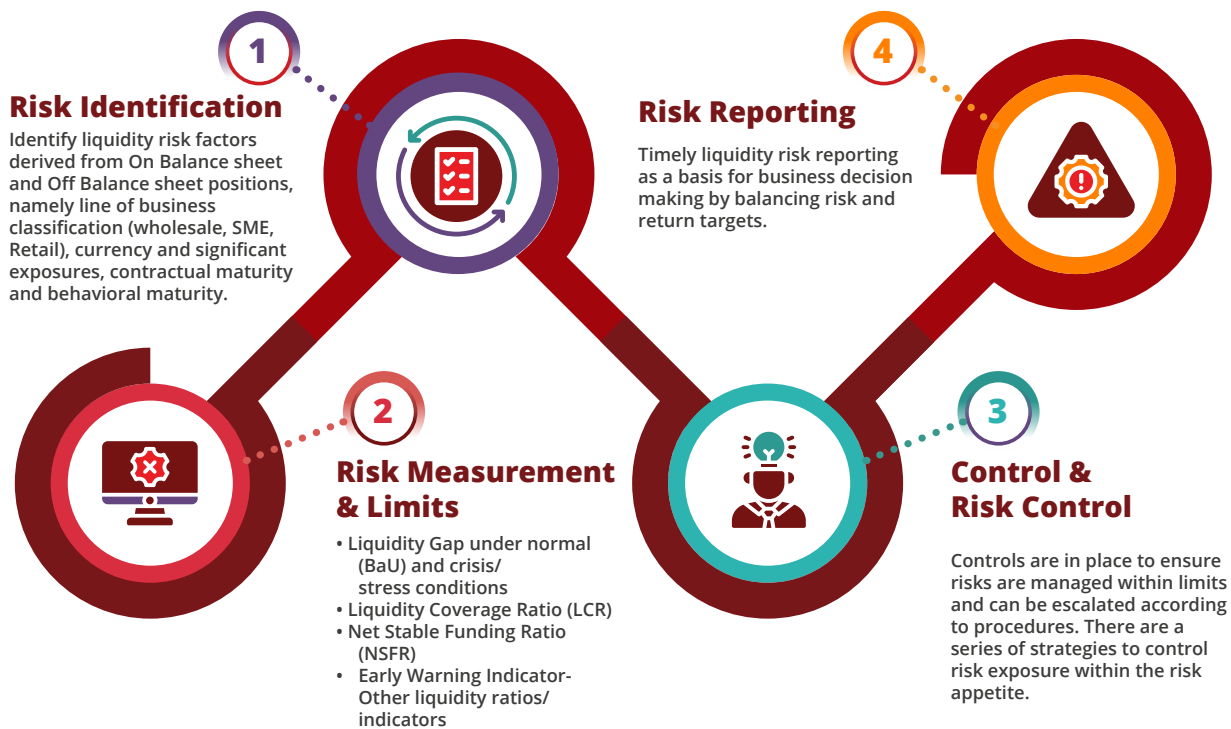 1
Risk Identification
Identify liquidity risk factors
derived from On Balance sheet
and Off Balance sheet positions,
namely line of business
classification (wholesale, SME,
Retail), currency and significant
exposures, contractual maturity
and behavioral maturity.
2
Risk Measurement
& Limits
• Liquidity Gap under normal
(BaU) and crisis/
stress conditions
• Liquidity Coverage Ratio (LCR)
• Net Stable Funding Ratio
(NSFR)
• Early Warning Indicator-
Other liquidity ratios/
indicators
3
Control &
Risk Control
Controls are in place to ensure
risks are managed within limits
and can be escalated according
to procedures. There are a
series of strategies to control
risk exposure within the risk
appetite.
4
Risk Reporting
Timely liquidity risk reporting
as a basis for business decision
making by balancing risk and
return targets.